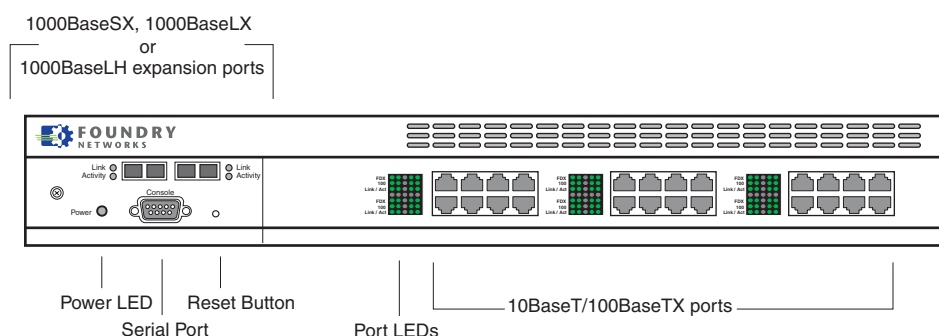 1000BaseSX, 1000BaseLX
or
1000BaseLH expansion ports
FOUNDRY
NETWORKS
Link
Activity
Link
Activity
Console
Power
FDX
100
Link / Act
FDX
100
Link / Act
FDX
100
Link / Act
FDX
100
Link / Act
FDX
100
Link / Act
FDX
100
Link / Act
Power LED
Reset Button
10BaseT/100BaseTX ports
Serial Port
Port LEDs